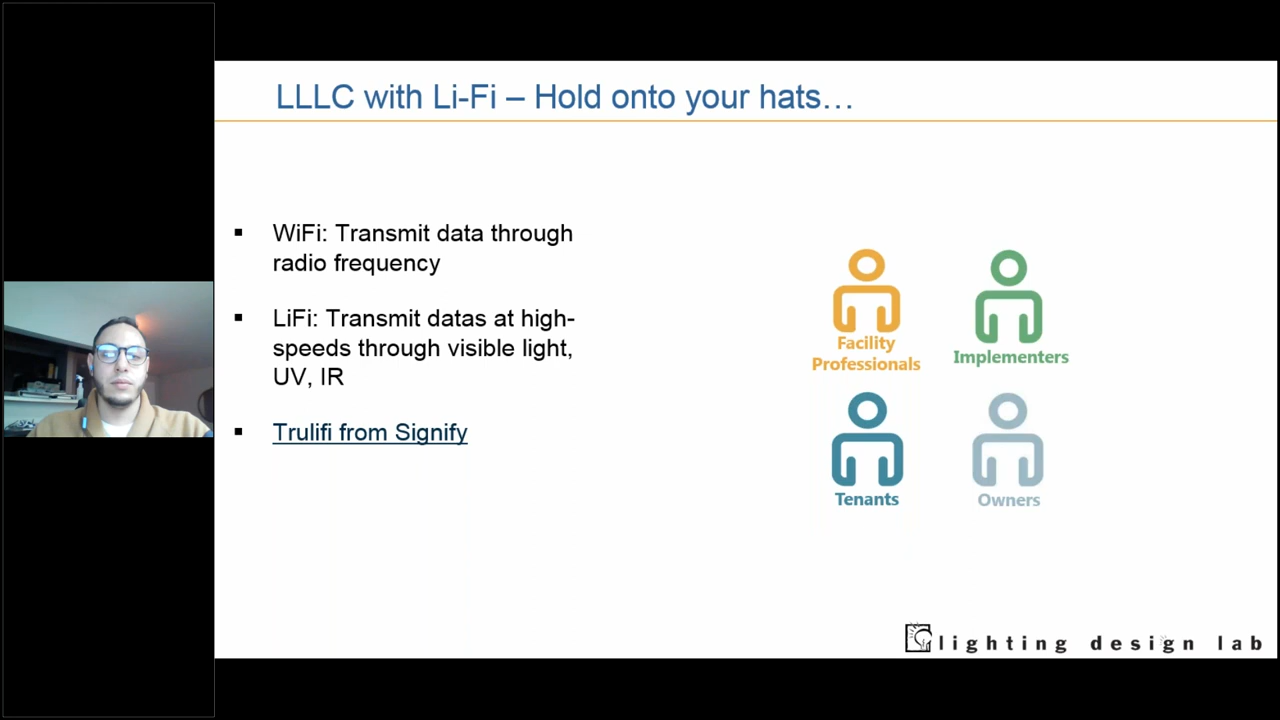 LLLC with Li-Fi – Hold onto your hats…
▪ WiFi: Transmit data through
radio frequency
▪ LiFi: Transmit datas at high-
speeds through visible light,
UV, IR
▪ Trulifi from Signify
Facility
Professionals
Implementers
Tenants
Owners
lighting design lab